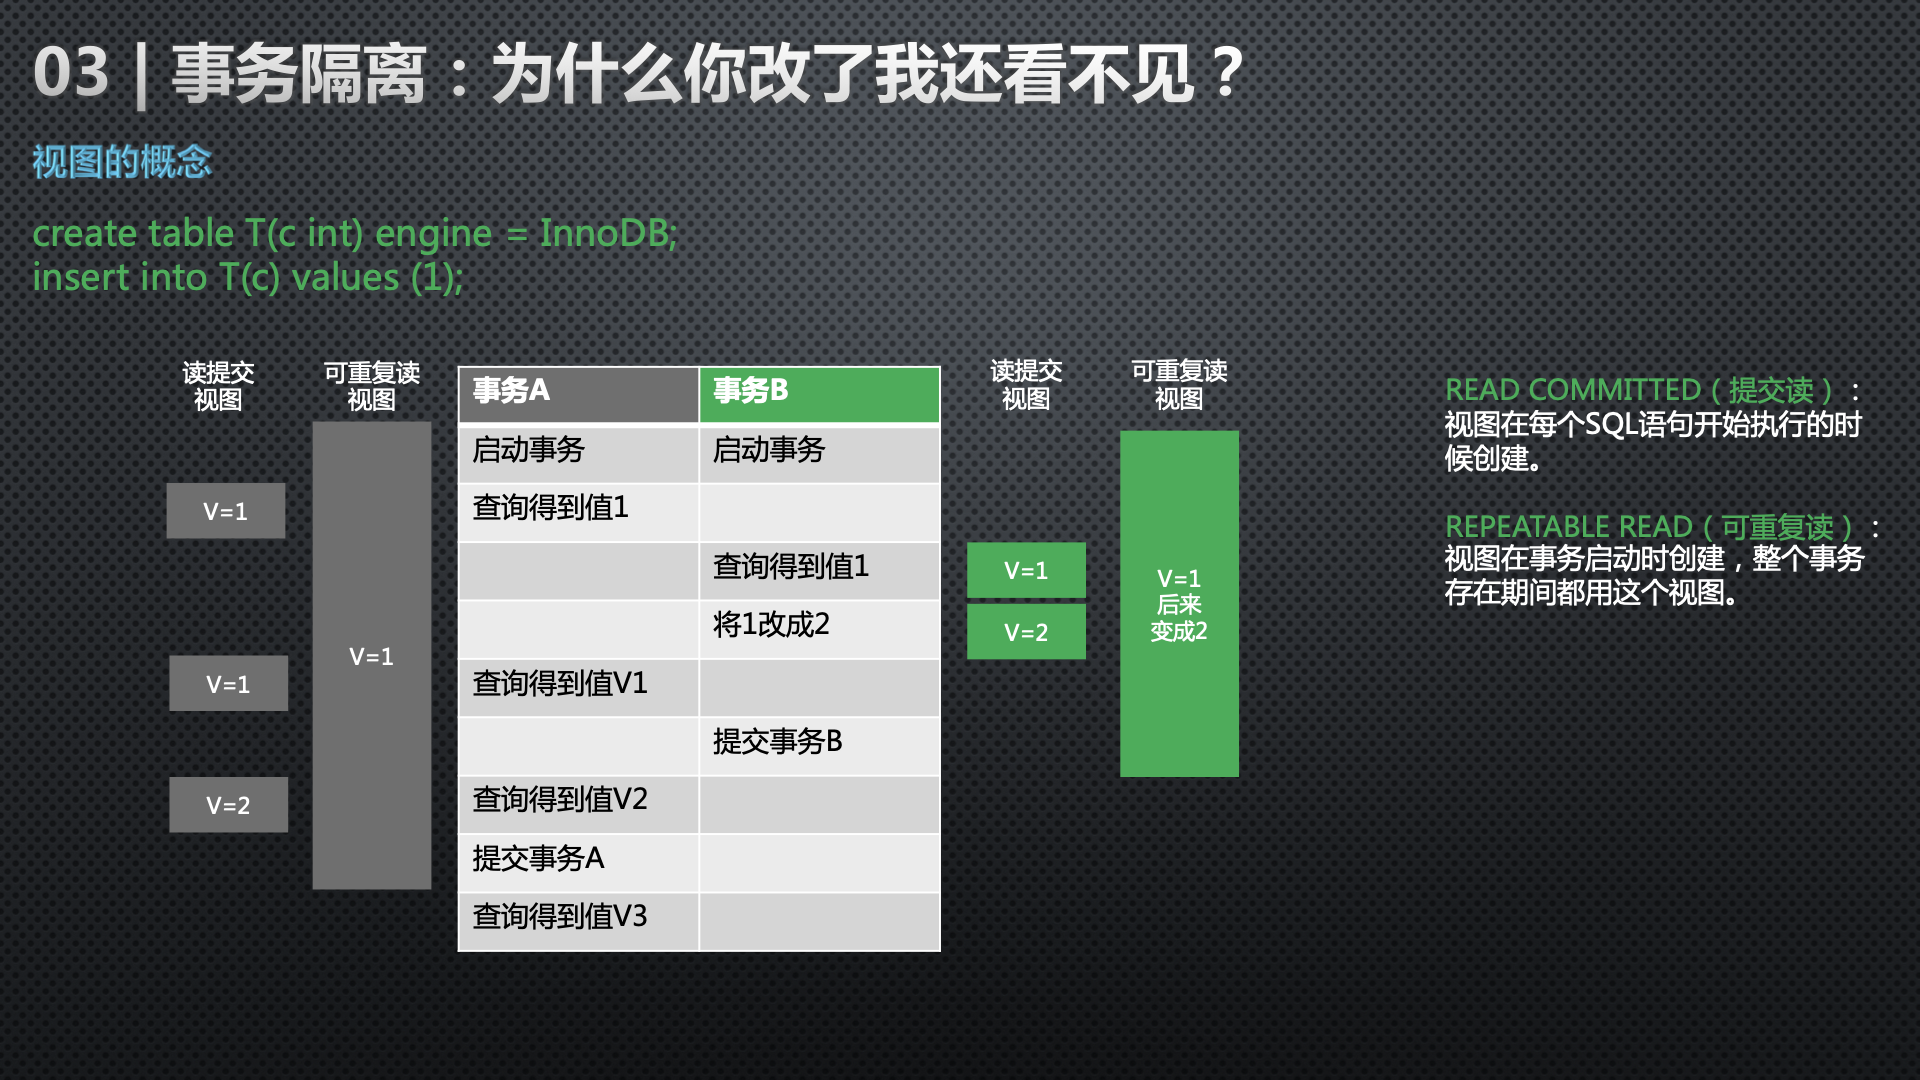 03 | 事务隔离：为什么你改了我还看不见？
视图的概念
create table T(c int) engine = InnoDB;
insert into T(c) values (1);
读提交
视图
可重复读
视图
V=1
V=1
V=2
V=1
事务A
事务B
启动事务
启动事务
查询得到值1
查询得到值1
将1改成2
查询得到值V1
提交事务B
查询得到值V2
提交事务A
查询得到值V3
读提交
视图
可重复读
视图
V=1
V=2
V=1
后来
变成2
READ COMMITTED（提交读）：
视图在每个SQL语句开始执行的时
候创建。
REPEATABLE READ（可重复读）：
视图在事务启动时创建，整个事务
存在期间都用这个视图。